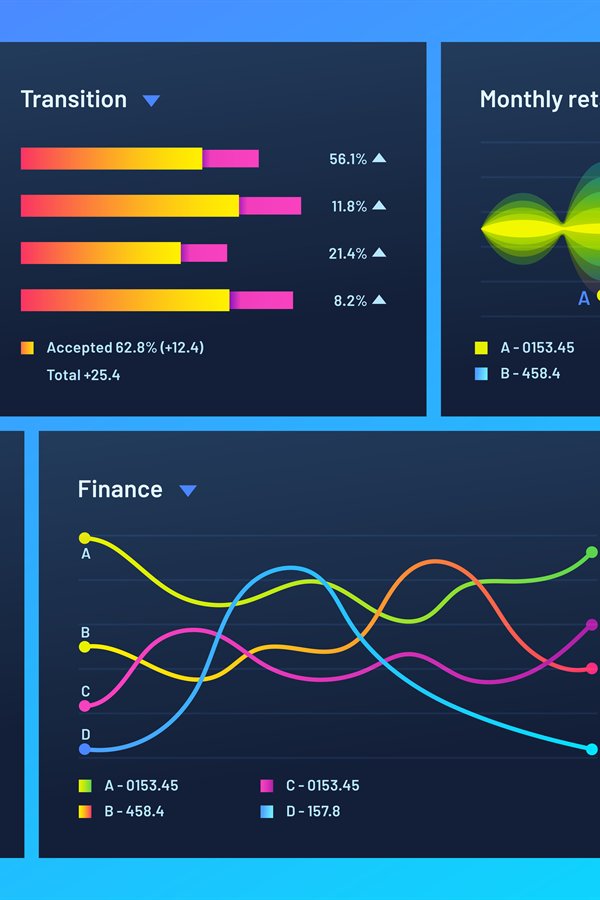 Transition
56.1%
11.8%
21.4%
8.2%
Accepted 62.8% (+12.4)
Total +25.4
Monthly ret
A
A - 0153.45
B - 458.4
Finance
A
B
C
D
A - 0153.45
B - 458.4
C - 0153.45
D - 157.8